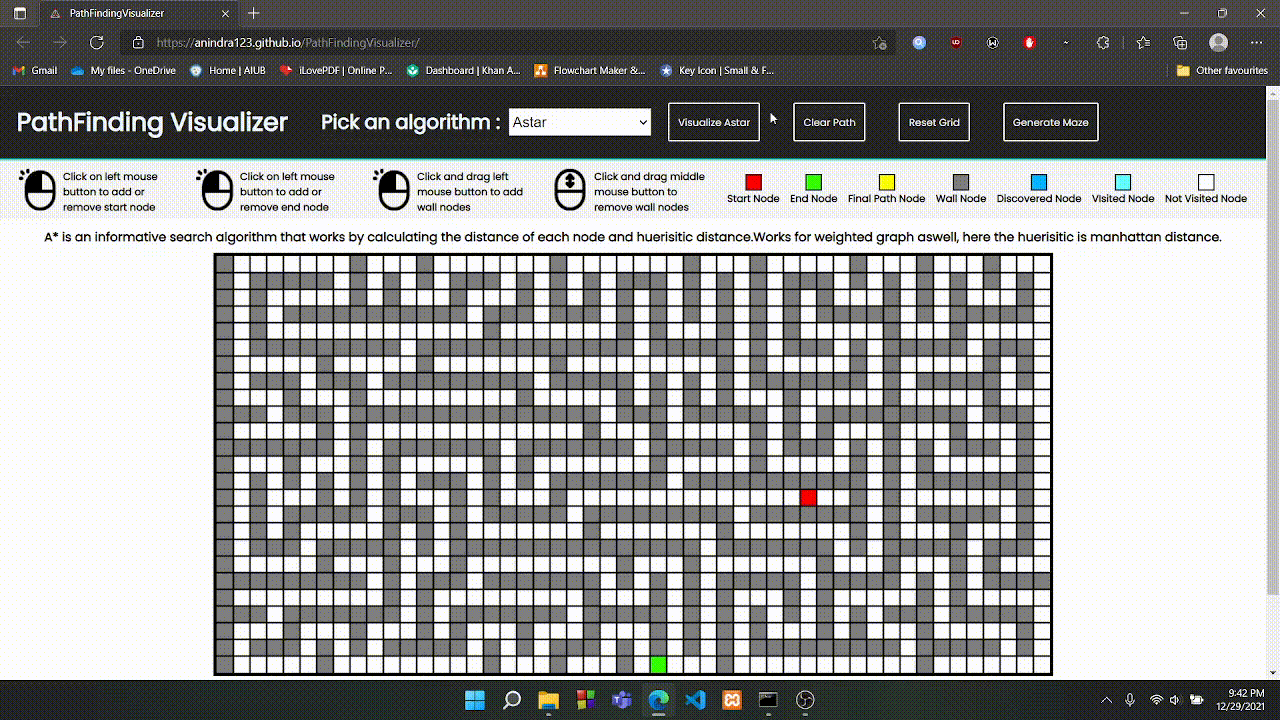 PathFindingVisualizer
https://anindra123.github.io/PathFindingVisualizer/
Gmail
My files - OneDrive
Home | AIUB
iLovePDF | Online P...
Dashboard | Khan A...
Flowchart Maker &...
Key Icon | Small & F...
Other favourites
PathFinding Visualizer
Pick an algorithm :
Astar
Visualize Astar
Clear Path
Reset Grid
Generate Maze
Click on left mouse
button to add or
remove start node
Click on left mouse
button to add or
remove end node
Click and drag left
mouse button to add
wall nodes
Click and drag middle
mouse button to
remove wall nodes
Start Node
End Node
Final Path Node
Wall Node
Discovered Node
Visited Node
Not Visited Node
A* is an informative search algorithm that works by calculating the distance of each node and huerisitic distance.Works for weighted graph aswell, here the huerisitic is manhattan distance.
9:42 PM
12/29/2021